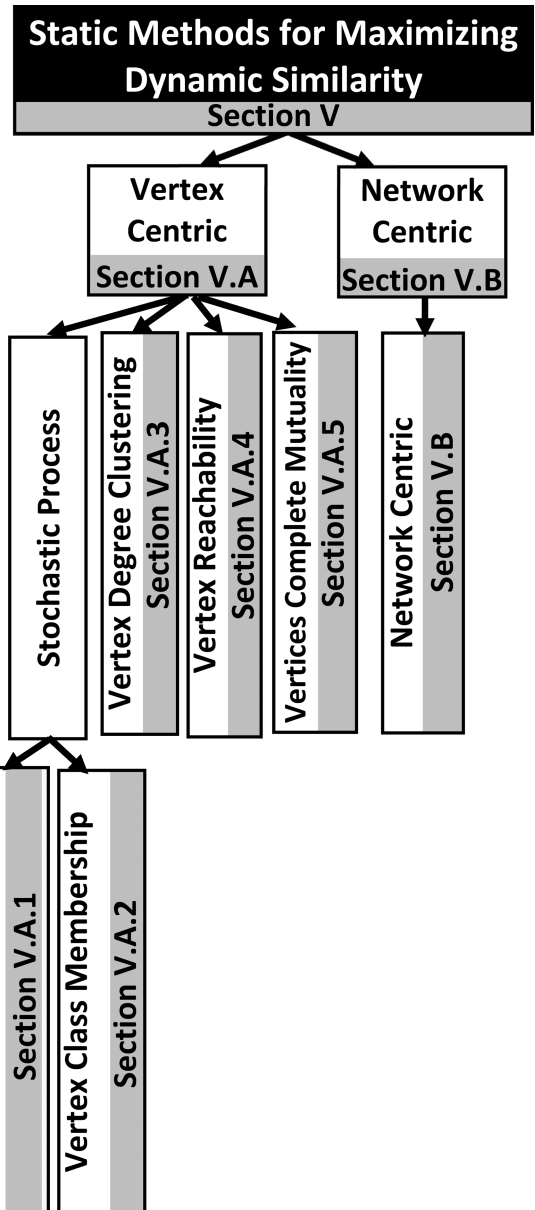 Static Methods for Maximizing
Dynamic Similarity
Section V
Vertex
Centric
Section V.A
Network
Centric
Section V.B
Stochastic Process
Vertex Degree Clustering
Section V.A.3
Vertex Reachability
Section V.A.4
Vertices Complete Mutuality
Section V.A.5
Network Centric
Section V.B
Section V.A.1
Vertex Class Membership
Section V.A.2